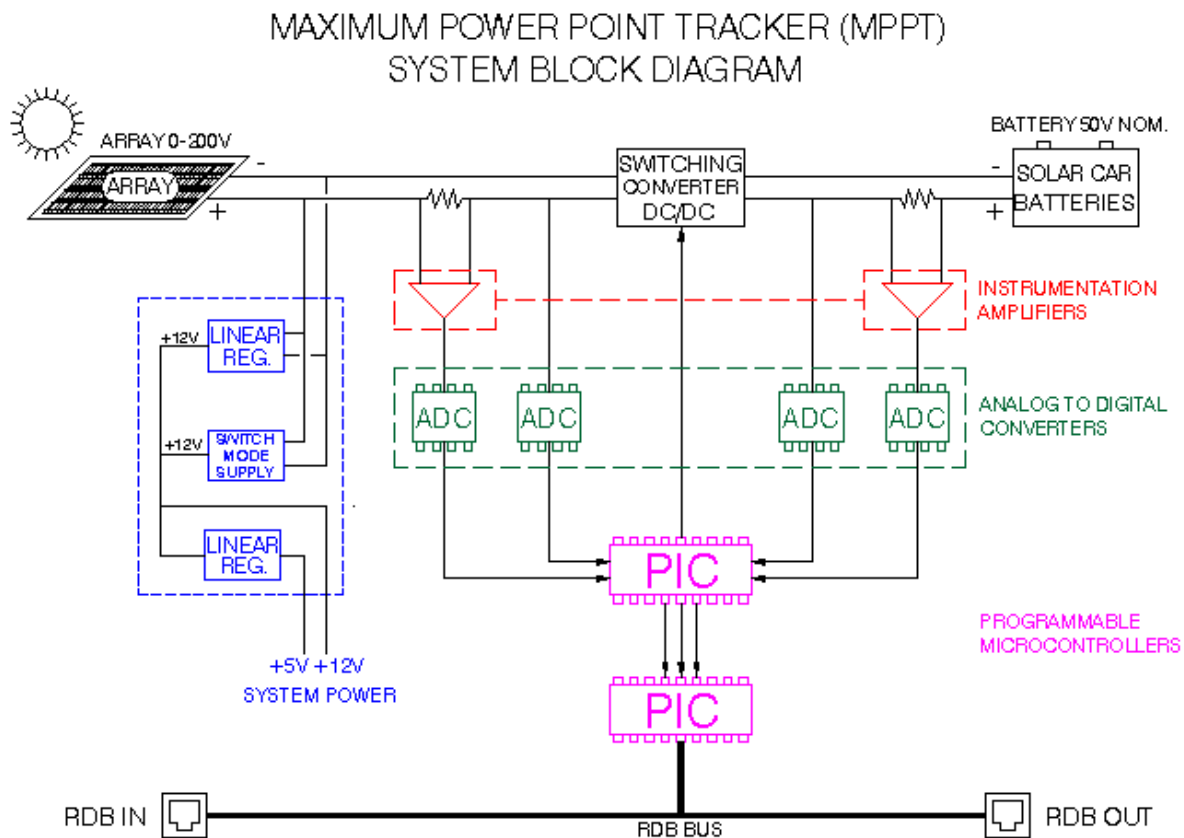 MAXIMUM POWER POINT TRACKER (MPPT)
SYSTEM BLOCK DIAGRAM
ARRAY 0-200V
BATTERY 50V NOM.
-
ARRAY
+
SWITCHING
CONVERTER
DC/DC
-
SOLAR CAR
+
BATTERIES
INSTRUMENTATION
AMPLIFIERS
+12V
LINEAR
REG.
ADC
ADC
ADC
ADC
ANALOG TO DIGITAL
CONVERTERS
+12V
SWITCH
MODE
SUPPLY
LINEAR
REG.
PIC
PROGRAMMABLE
MICROCONTROLLERS
+5V +12V
SYSTEM POWER
PIC
RDB IN
RDB BUS
RDB OUT